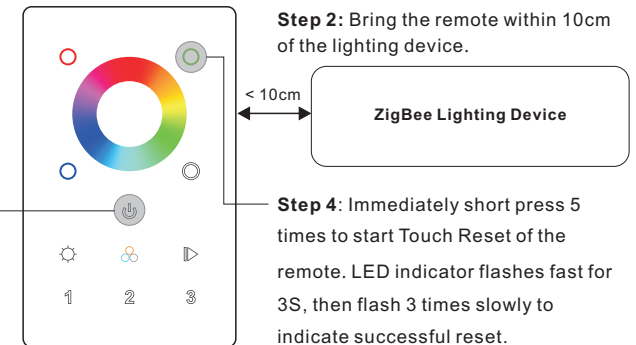 Step 2: Bring the remote within 10cm
of the lighting device.
< 10cm
ZigBee Lighting Device
Step 4: Immediately short press 5
times to start Touch Reset of the
remote. LED indicator flashes fast for
3S, then flash 3 times slowly to
indicate successful reset.
1 2 3